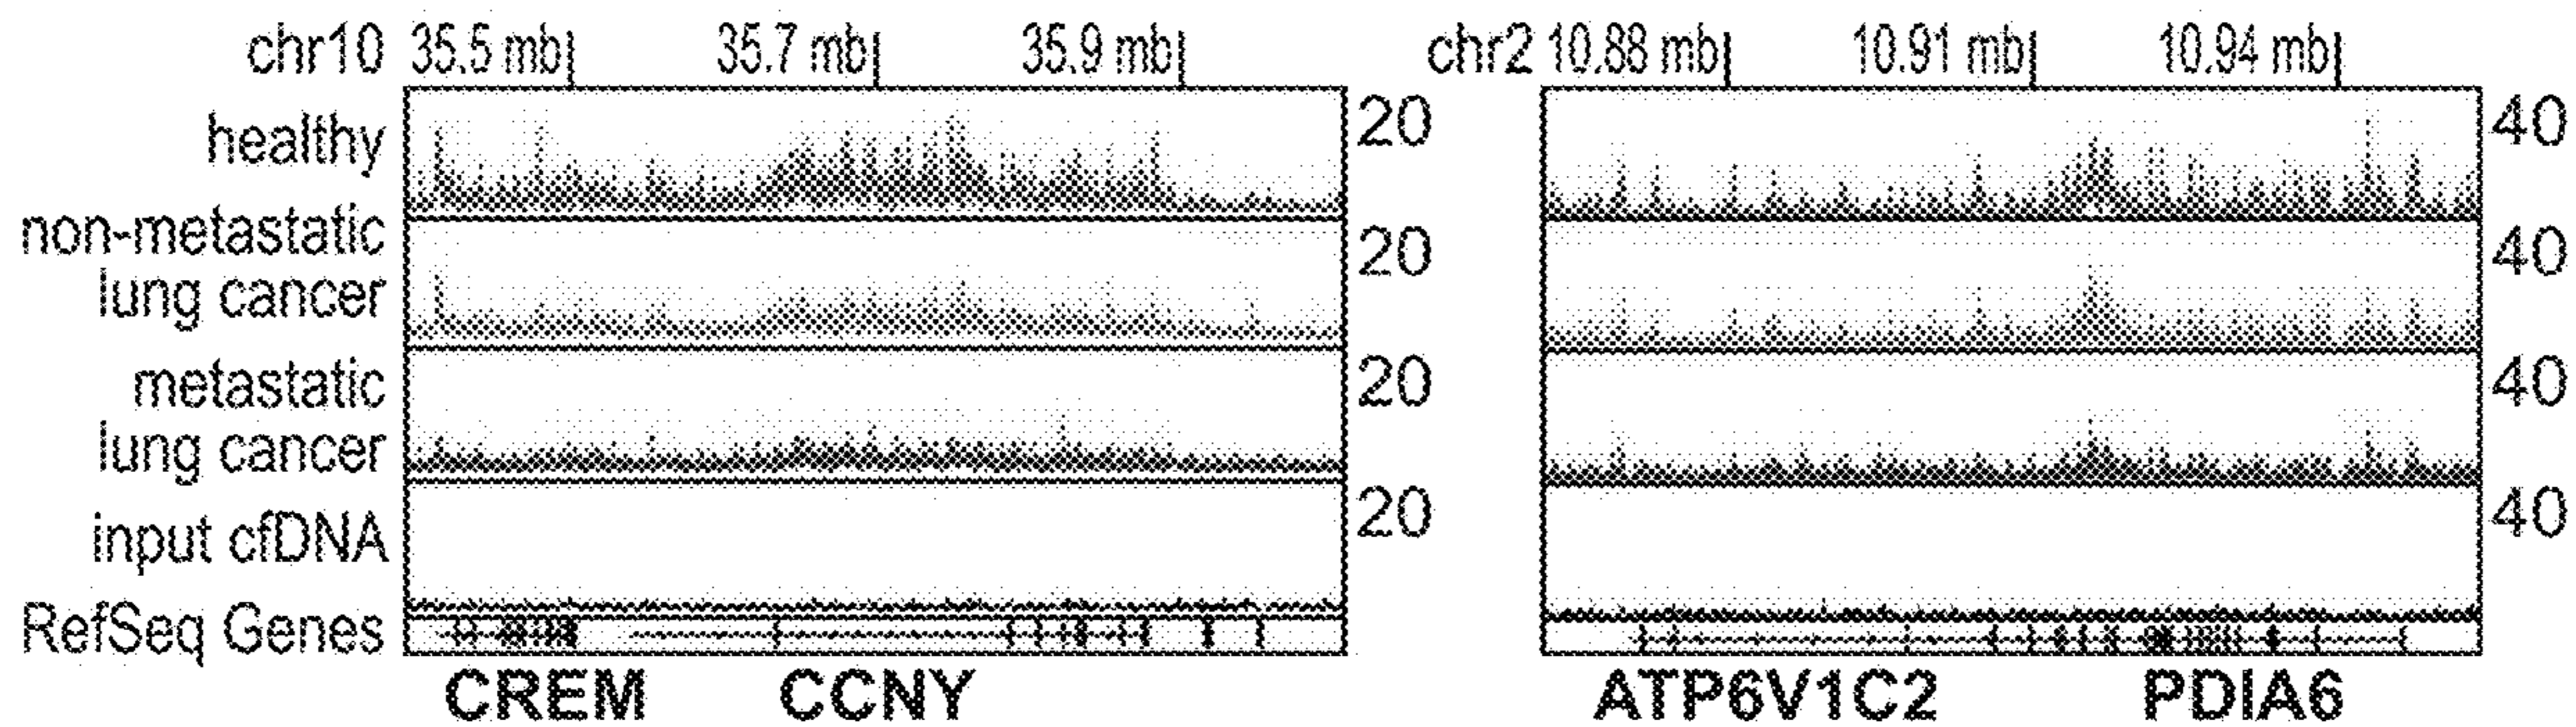 chr10 35.5 mb 35.7 mb 35.9 mb chr2 10.88 mb 10.91 mb 10.94 mb
healthy 20 40
non-metastatic 20 40
lung cancer
metastatic 20 40
lung cancer
input cfDNA 20 40
RefSeq Genes
CREM CCNY ATP6V1C2 PDIA6